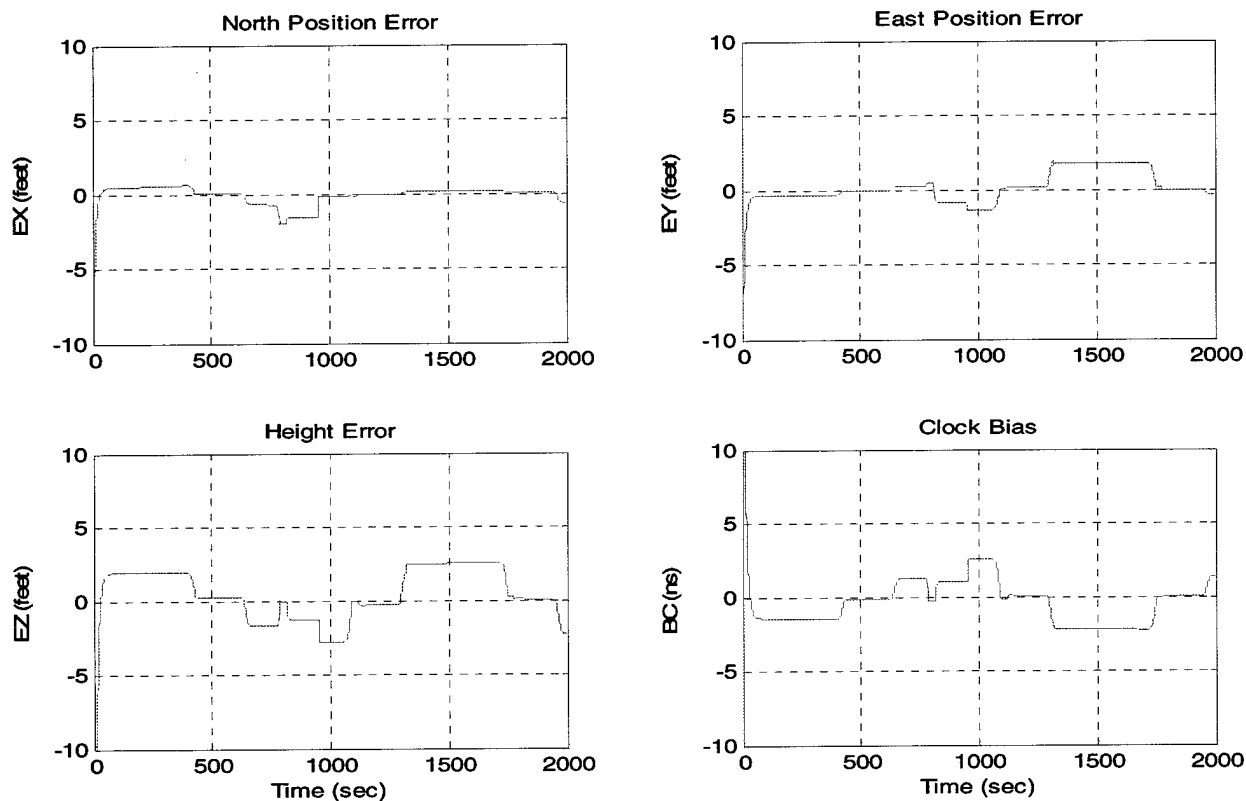 North Position Error
10
5
0
-5
-10
EX (feet)
0 500 1000 1500 2000
East Position Error
10
5
0
-5
-10
EY (feet)
0 500 1000 1500 2000
Height Error
10
5
0
-5
-10
EZ (feet)
0 500 1000 1500 2000
Time (sec)
Clock Bias
10
5
0
-5
-10
BC (ns)
0 500 1000 1500 2000
Time (sec)